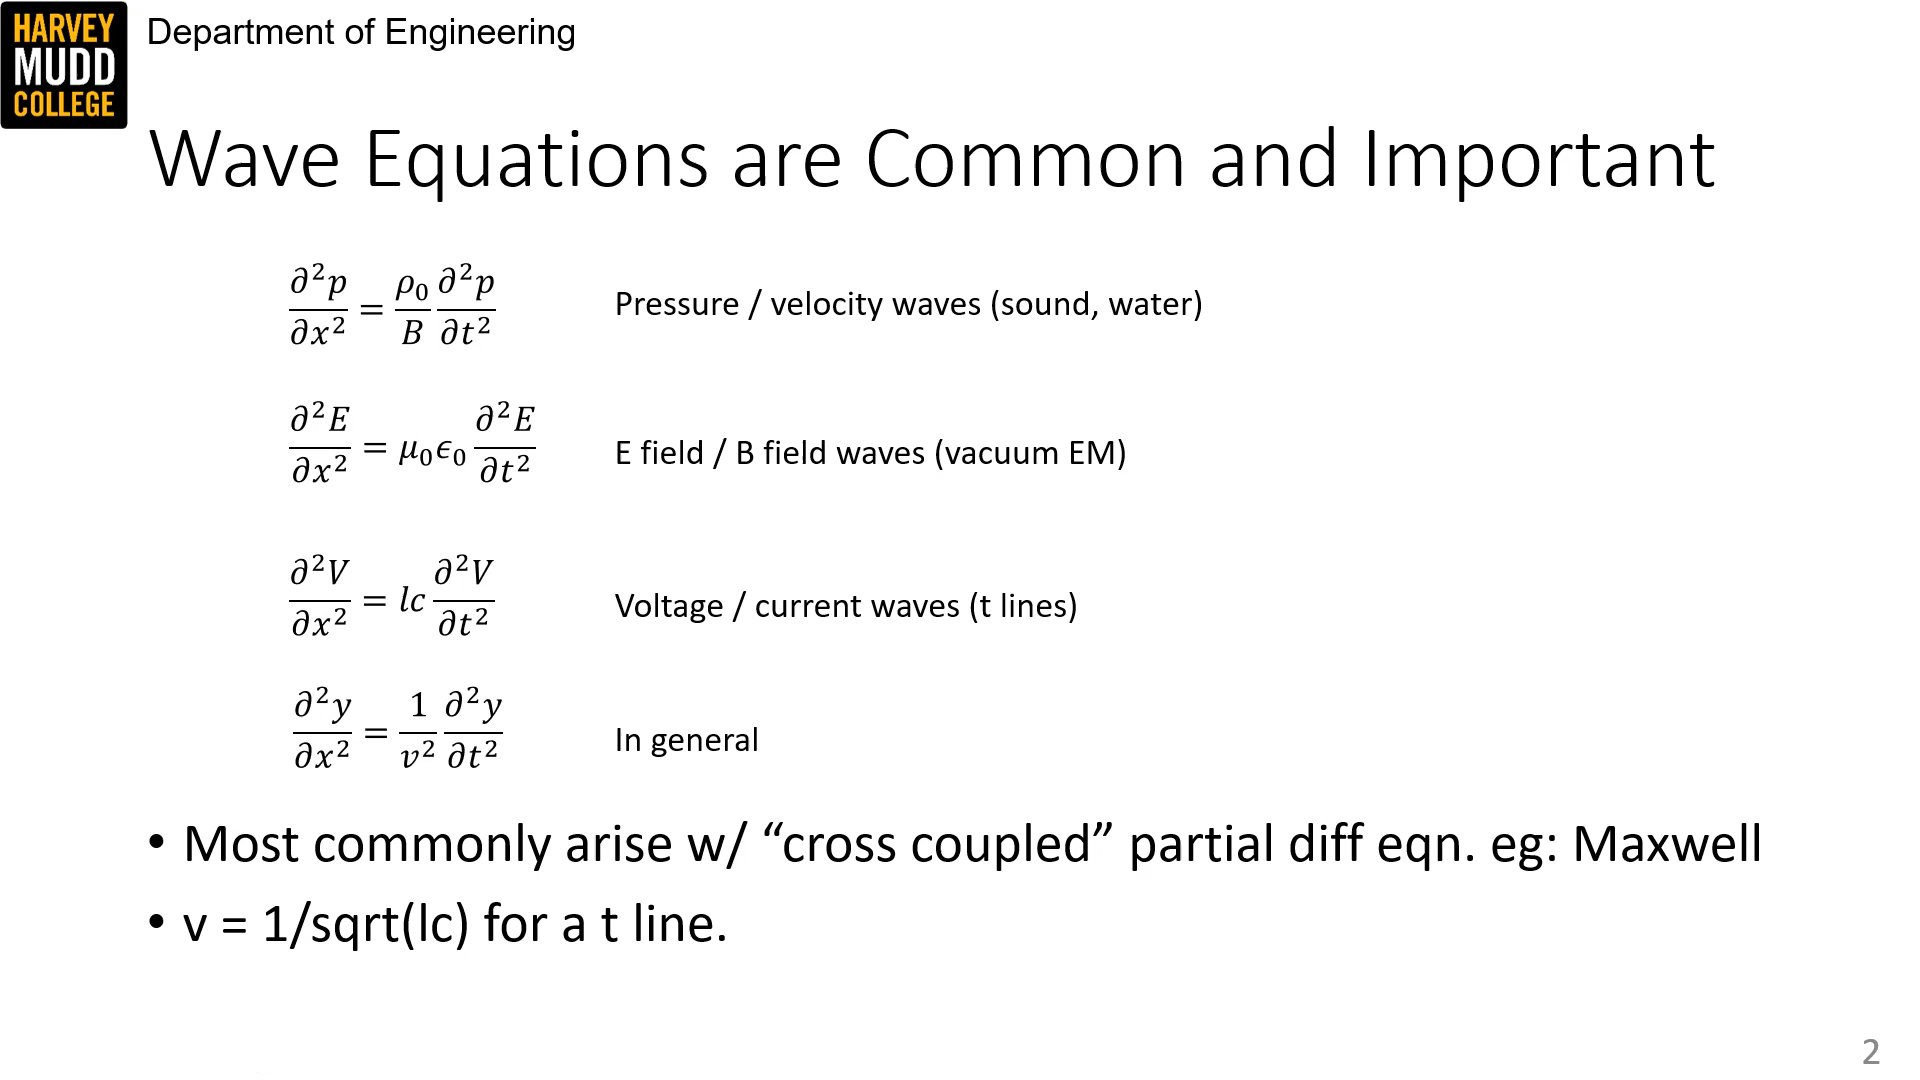 HARVEY
MUDD
COLLEGE
Department of Engineering
Wave Equations are Common and Important
∂²p/∂x² = ρ₀/B ∂²p/∂t² Pressure / velocity waves (sound, water)
∂²E/∂x² = μ₀ϵ₀ ∂²E/∂t² E field / B field waves (vacuum EM)
∂²V/∂x² = lc ∂²V/∂t² Voltage / current waves (t lines)
∂²y/∂x² = 1/v² ∂²y/∂t² In general
• Most commonly arise w/ “cross coupled” partial diff eqn. eg: Maxwell
• v = 1/sqrt(lc) for a t line.
2